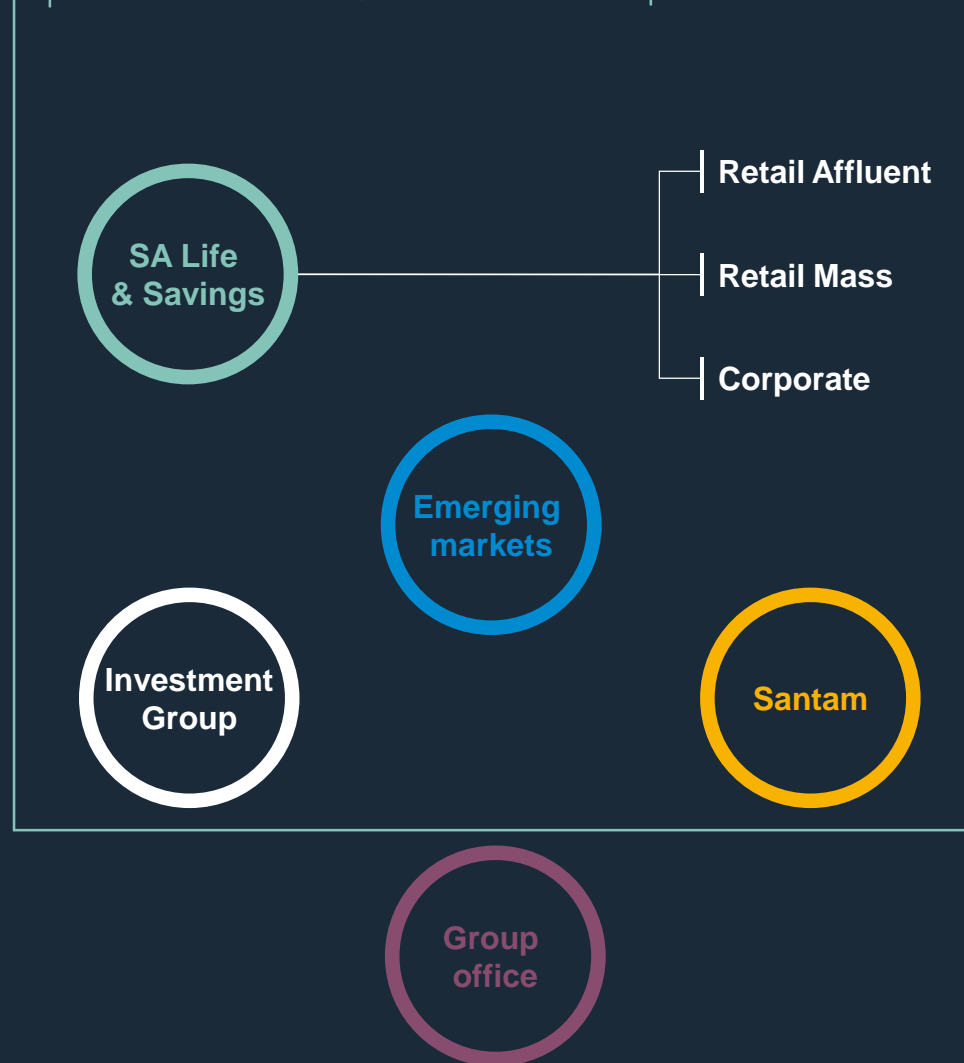 SA Life
& Savings
Retail Affluent
Retail Mass
Corporate
Emerging
markets
Investment
Group
Santam
Group
office